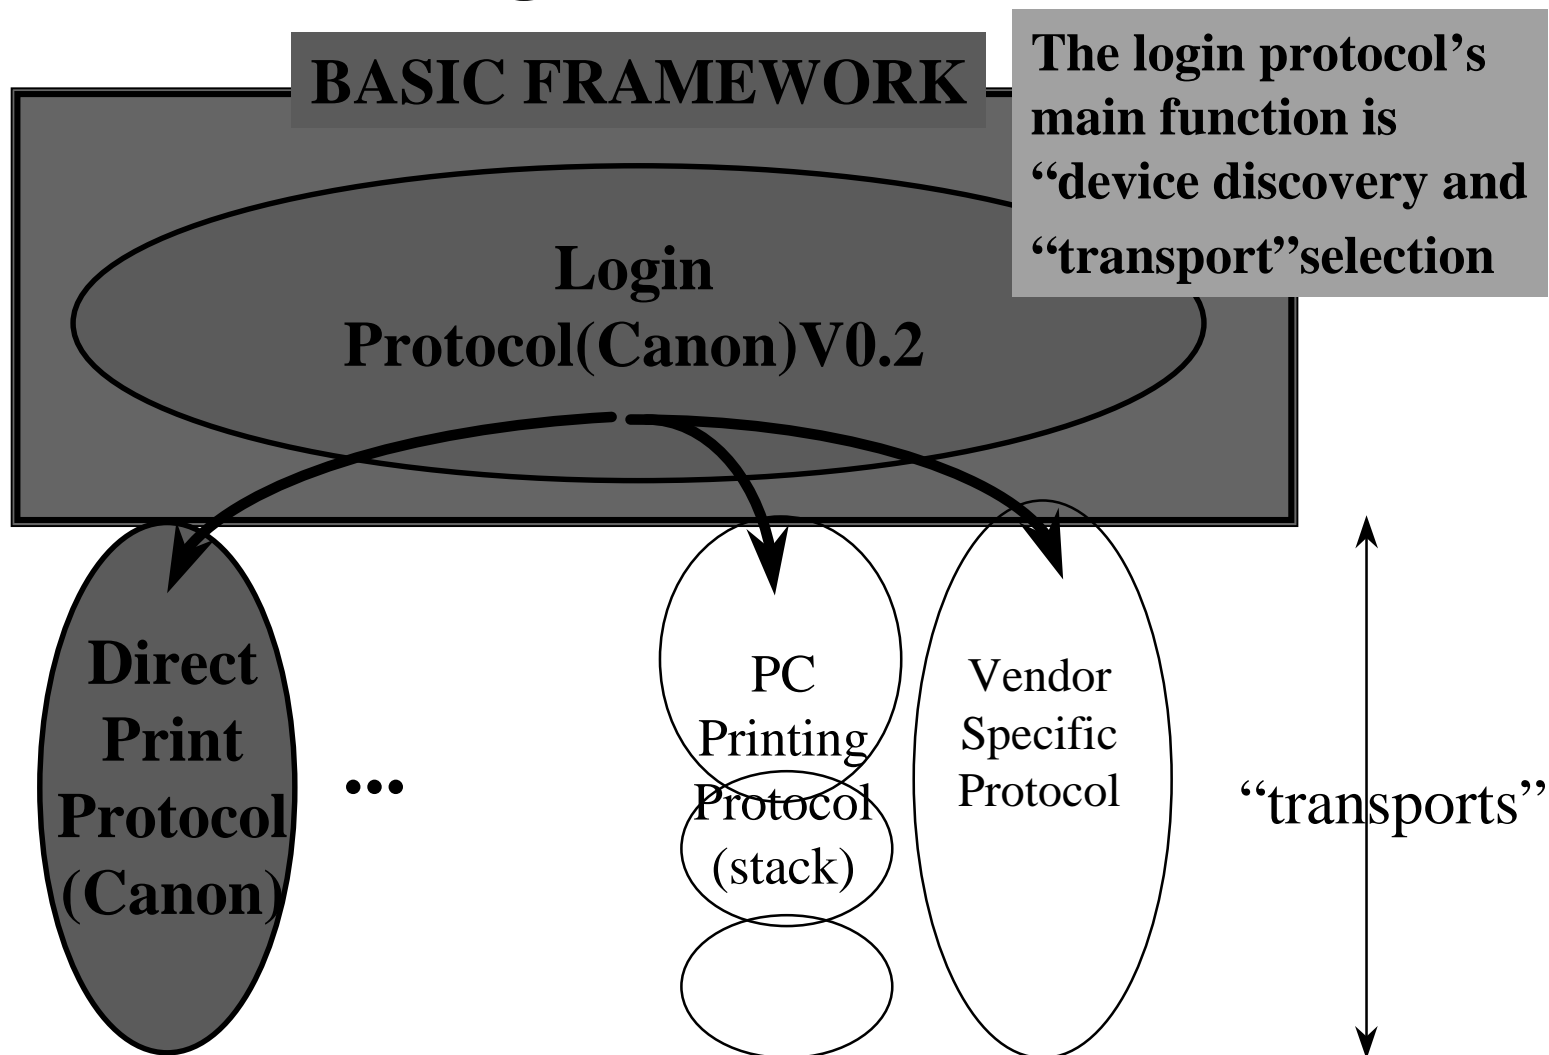 BASIC FRAMEWORK
The login protocol’s
main function is
“device discovery and
“transport”selection
Login
Protocol(Canon)V0.2
Direct
Print
Protocol
(Canon)
...
PC
Printing
Protocol
(stack)
Vendor
Specific
Protocol
“transports”